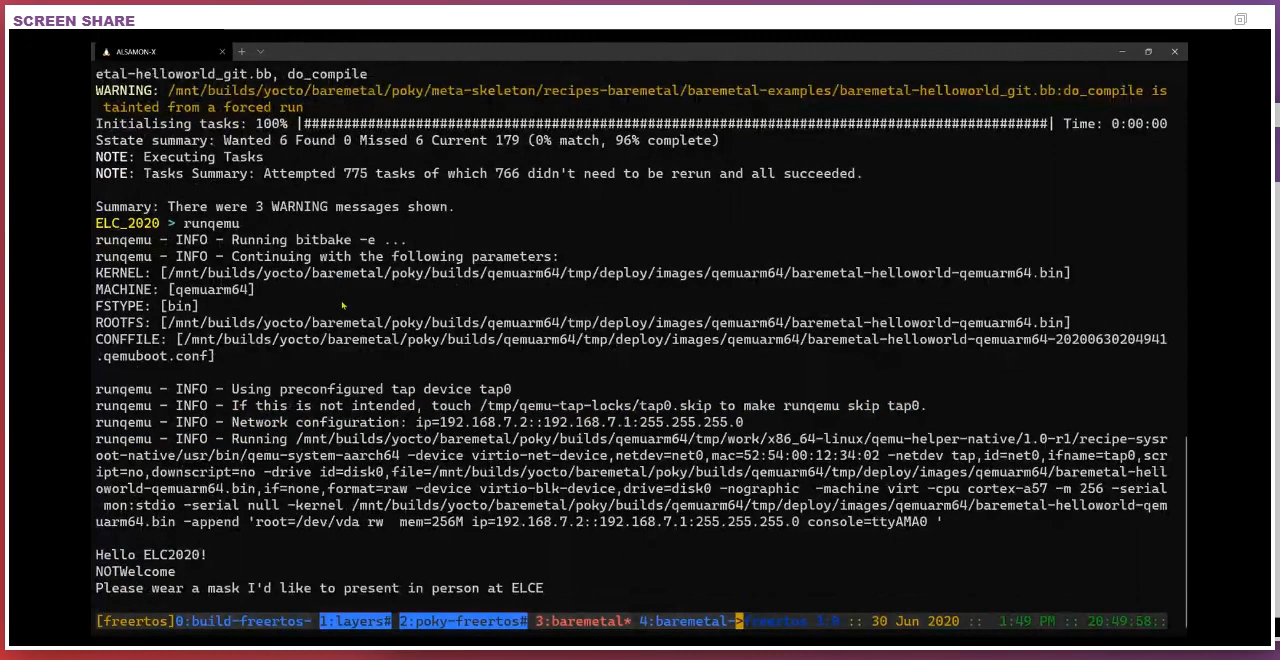 SCREEN SHARE
ALSAMON-X
etal-helloworld_git.bb, do_compile
WARNING: /mnt/builds/yocto/baremetal/poky/meta-skeleton/recipes-baremetal/baremetal-examples/baremetal-helloworld_git.bb:do_compile is
tainted from a forced run
Initialising tasks: 100% |##############################################################################################| Time: 0:00:00
Sstate summary: Wanted 6 Found 0 Missed 6 Current 179 (0% match, 96% complete)
NOTE: Executing Tasks
NOTE: Tasks Summary: Attempted 775 tasks of which 766 didn't need to be rerun and all succeeded.
Summary: There were 3 WARNING messages shown.
ELC_2020 > runqemu
runqemu - INFO - Running bitbake -e ...
runqemu - INFO - Continuing with the following parameters:
KERNEL: [/mnt/builds/yocto/baremetal/poky/builds/qemuarm64/tmp/deploy/images/qemuarm64/baremetal-helloworld-qemuarm64.bin]
MACHINE: [qemuarm64]
FSTYPE: [bin]
ROOTFS: [/mnt/builds/yocto/baremetal/poky/builds/qemuarm64/tmp/deploy/images/qemuarm64/baremetal-helloworld-qemuarm64.bin]
CONFFILE: [/mnt/builds/yocto/baremetal/poky/builds/qemuarm64/tmp/deploy/images/qemuarm64/baremetal-helloworld-qemuarm64-20200630204941
.qemuboot.conf]
runqemu - INFO - Using preconfigured tap device tap0
runqemu - INFO - If this is not intended, touch /tmp/qemu-tap-locks/tap0.skip to make runqemu skip tap0.
runqemu - INFO - Network configuration: ip=192.168.7.2::192.168.7.1:255.255.255.0
runqemu - INFO - Running /mnt/builds/yocto/baremetal/poky/builds/qemuarm64/tmp/work/x86_64-linux/qemu-helper-native/1.0-r1/recipe-sysr
oot-native/usr/bin/qemu-system-aarch64 -device virtio-net-device,netdev=net0,mac=52:54:00:12:34:02 -netdev tap,id=net0,ifname=tap0,scr
ipt=no,downscript=no -drive id=disk0,file=/mnt/builds/yocto/baremetal/poky/builds/qemuarm64/tmp/deploy/images/qemuarm64/baremetal-hell
oworld-qemuarm64.bin,if=none,format=raw -device virtio-blk-device,drive=disk0 -nographic  -machine virt -cpu cortex-a57 -m 256 -serial
mon:stdio -serial null -kernel /mnt/builds/yocto/baremetal/poky/builds/qemuarm64/tmp/deploy/images/qemuarm64/baremetal-helloworld-qem
uarm64.bin -append 'root=/dev/vda rw  mem=256M ip=192.168.7.2::192.168.7.1:255.255.255.0 console=ttyAMA0 '
Hello ELC2020!
NOTWelcome
Please wear a mask I'd like to present in person at ELCE
[freertos]0:build-freertos- 1:layers# 2:poky-freertos# 3:baremetal* 4:baremetal-> freertos 3:0 :: 30 Jun 2020 :: 1:49 PM :: 20:49:58::